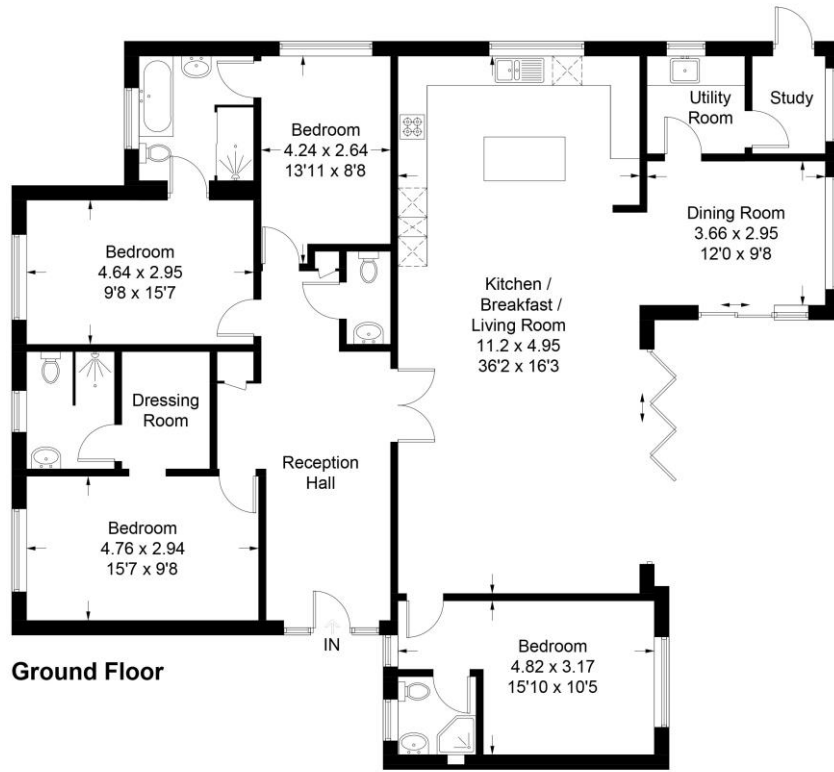 Bedroom
4.24 x 2.64
13'11 x 8'8
Utility
Room
Study
Dining Room
3.66 x 2.95
12'0 x 9'8
Bedroom
4.64 x 2.95
9'8 x 15'7
Kitchen /
Breakfast /
Living Room
11.2 x 4.95
36'2 x 16'3
Dressing
Room
Reception
Hall
Bedroom
4.76 x 2.94
15'7 x 9'8
IN
Bedroom
4.82 x 3.17
15'10 x 10'5
Ground Floor